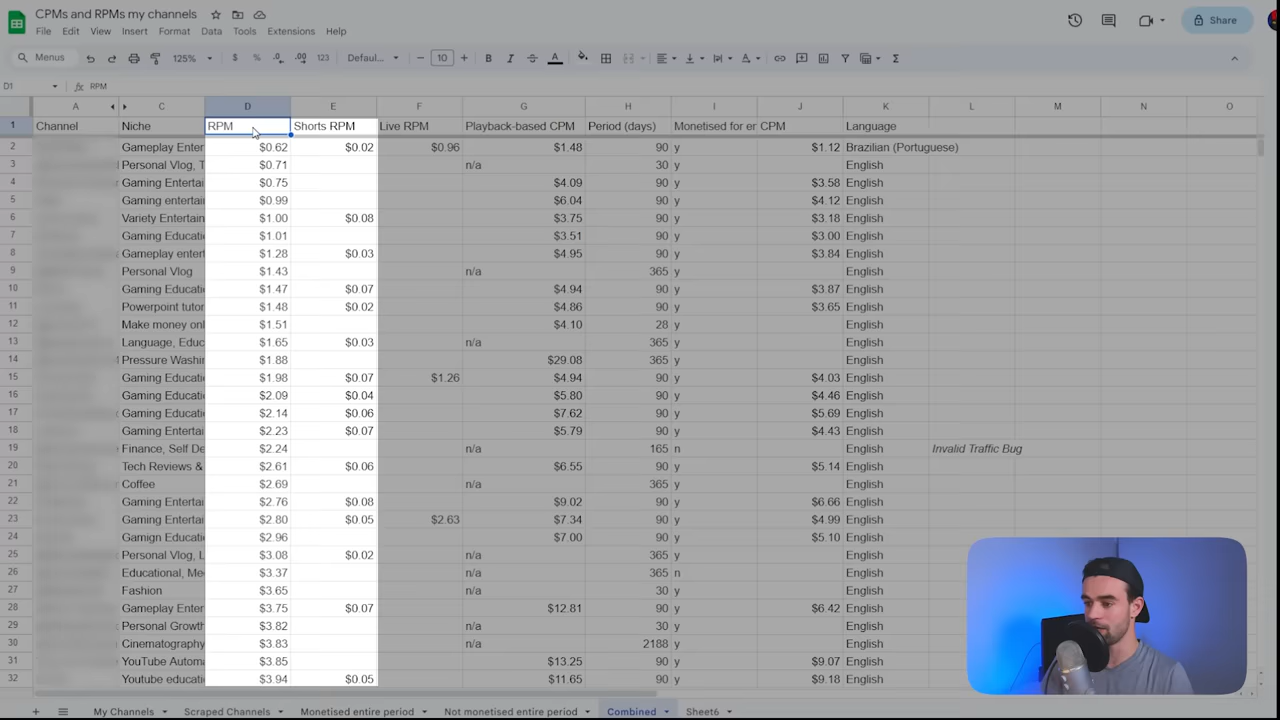 CPMs and RPMs my channels
File Edit View Insert Format Data Tools Extensions Help
Share
Menus 125% $ % .0 .00 123 Defaul... 10 B I A
D1 RPM
A C D E F G H I J K L M N O
1 Channel Niche RPM Shorts RPM Live RPM Playback-based CPM Period (days) Monetised for er CPM Language
2 Gameplay Enter $0.62 $0.02 $0.96 $1.48 90 y $1.12 Brazilian (Portuguese)
3 Personal Vlog, T $0.71 n/a 30 y English
4 Gaming Entertai $0.75 $4.09 90 y $3.58 English
5 Gaming entertai $0.99 $6.04 90 y $4.12 English
6 Variety Entertain $1.00 $0.08 $3.75 90 y $3.18 English
7 Gaming Educati $1.01 $3.51 90 y $3.00 English
8 Gameplay entert $1.28 $0.03 $4.95 90 y $3.84 English
9 Personal Vlog $1.43 n/a 365 y English
10 Gaming Educati $1.47 $0.07 $4.94 90 y $3.87 English
11 Powerpoint tutor $1.48 $0.02 $4.86 90 y $3.65 English
12 Make money onl $1.51 $4.10 28 y English
13 Language, Educ $1.65 $0.03 n/a 365 y English
14 Pressure Washi $1.88 $29.08 365 y English
15 Gaming Educati $1.98 $0.07 $1.26 $4.94 90 y $4.03 English
16 Gaming Educati $2.09 $0.04 $5.80 90 y $4.46 English
17 Gaming Educati $2.14 $0.06 $7.62 90 y $5.69 English
18 Gaming Entertai $2.23 $0.07 $5.79 90 y $4.43 English
19 Finance, Self De $2.24 n/a 165 n English Invalid Traffic Bug
20 Tech Reviews & $2.61 $0.06 $6.55 90 y $5.14 English
21 Coffee $2.69 n/a 365 y English
22 Gaming Entertai $2.76 $0.08 $9.02 90 y $6.66 English
23 Gaming Entertai $2.80 $0.05 $2.63 $7.34 90 y $4.99 English
24 Gamign Educati $2.96 $7.00 90 y $5.10 English
25 Personal Vlog, L $3.08 $0.02 n/a 365 y English
26 Educational, Me $3.37 n/a 365 n English
27 Fashion $3.65 n/a 30 y English
28 Gameplay Enter $3.75 $0.07 $12.81 90 y $6.42 English
29 Personal Growth $3.82 n/a 30 y English
30 Cinematography $3.83 n/a 2188 y English
31 YouTube Automa $3.85 $13.25 90 y $9.07 English
32 Youtube educati $3.94 $0.05 $11.65 90 y $9.18 English
My Channels Scraped Channels Monetised entire period Not monetised entire period Combined Sheet6